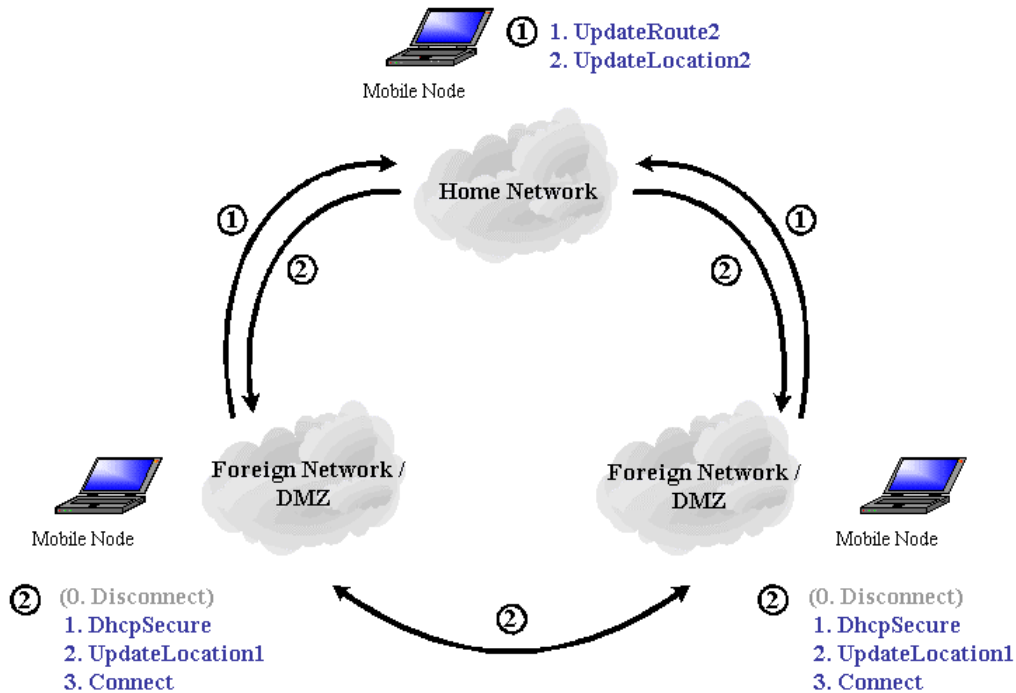 ① 1. UpdateRoute2
2. UpdateLocation2
Mobile Node
Home Network
①
②
①
②
Foreign Network /
DMZ
Foreign Network /
DMZ
Mobile Node
Mobile Node
② (0. Disconnect)
1. DhcpSecure
2. UpdateLocation1
3. Connect
②
② (0. Disconnect)
1. DhcpSecure
2. UpdateLocation1
3. Connect